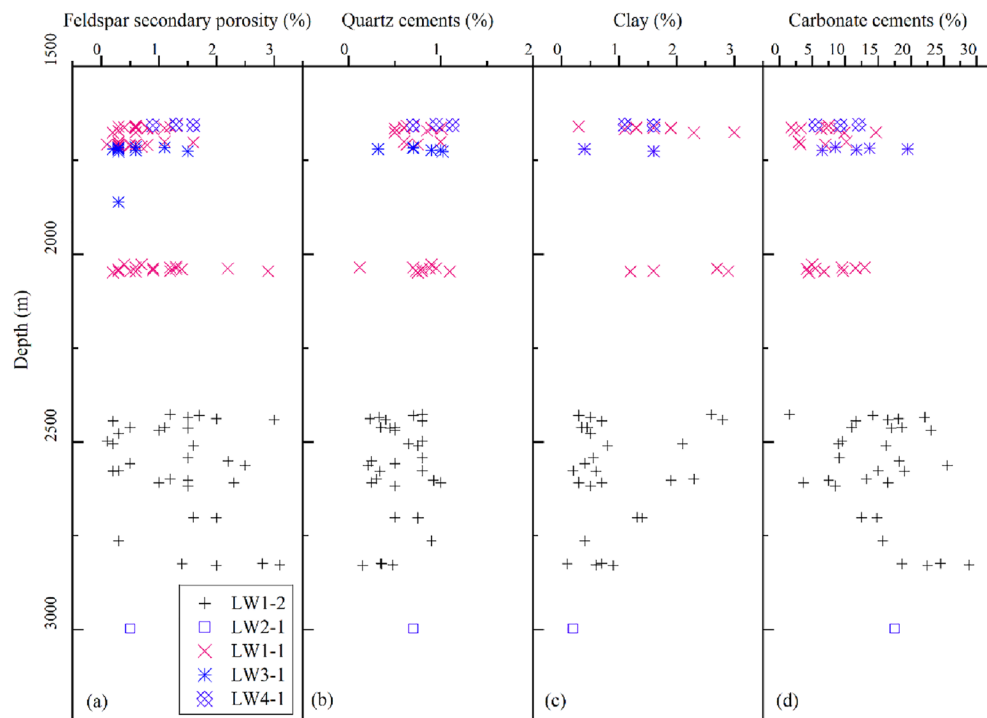 Feldspar secondary porosity (%) Quartz cements (%) Clay (%) Carbonate cements (%)
0 1 2 3 0 1 2 0 1 2 3 0 5 10 15 20 25 30
1500
2000
Depth (m)
2500
3000
LW1-2
LW2-1
LW1-1
LW3-1
LW4-1
(a) (b) (c) (d)